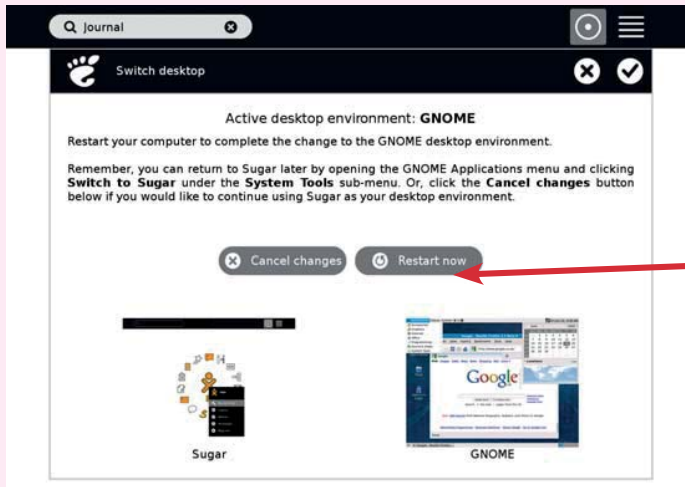 Journal
Switch desktop
Active desktop environment: GNOME
Restart your computer to complete the change to the GNOME desktop environment.
Remember, you can return to Sugar later by opening the GNOME Applications menu and clicking
Switch to Sugar under the System Tools sub-menu. Or, click the Cancel changes button
below if you would like to continue using Sugar as your desktop environment.
Cancel changes
Restart now
Google
Sugar
GNOME